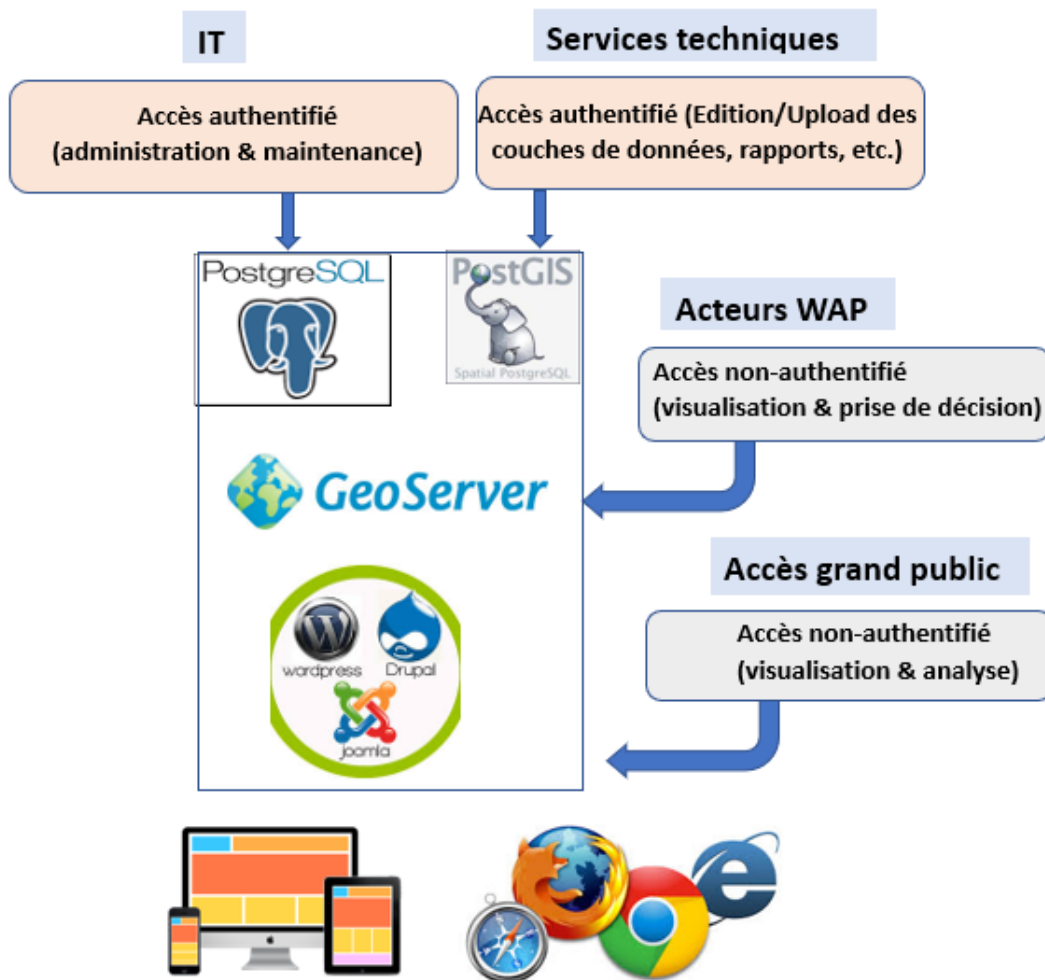 IT
Services techniques
Accès authentifié
(administration & maintenance)
Accès authentifié (Edition/Upload des
couches de données, rapports, etc.)
PostgreSQL
PostGIS
Spatial PostgreSQL
Acteurs WAP
Accès non-authentifié
(visualisation & prise de décision)
GeoServer
Accès grand public
Accès non-authentifié
(visualisation & analyse)
W
wordpress
Drupal
joomla